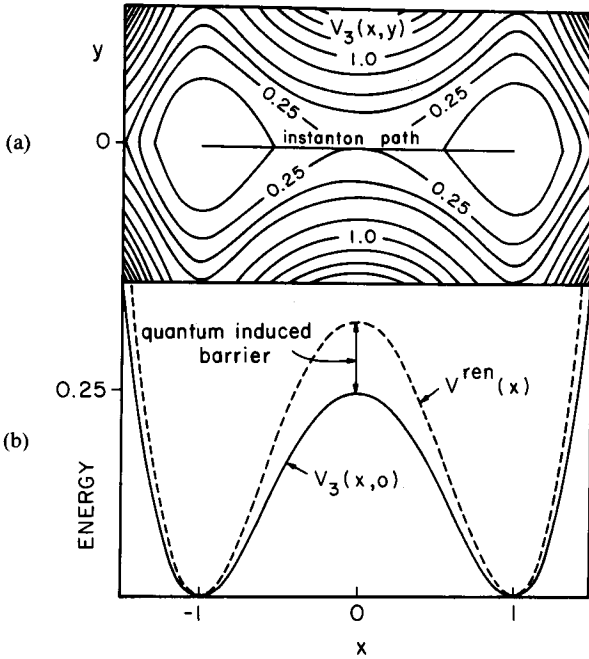 (a)
y
0
V₃(x,y)
1.0
0.25
0.25
instanton path
0.25
0.25
1.0
(b)
ENERGY
0.25
quantum induced
barrier
V^ren(x)
V₃(x,o)
-1
0
1
x